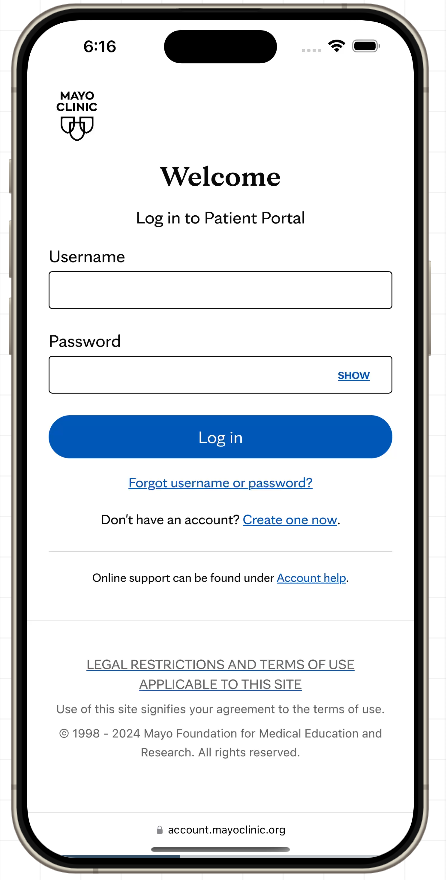 6:16
MAYO
CLINIC
Welcome
Log in to Patient Portal
Username
Password
SHOW
Log in
Forgot username or password?
Don't have an account? Create one now.
Online support can be found under Account help.
LEGAL RESTRICTIONS AND TERMS OF USE
APPLICABLE TO THIS SITE
Use of this site signifies your agreement to the terms of use.
© 1998 - 2024 Mayo Foundation for Medical Education and
Research. All rights reserved.
account.mayoclinic.org